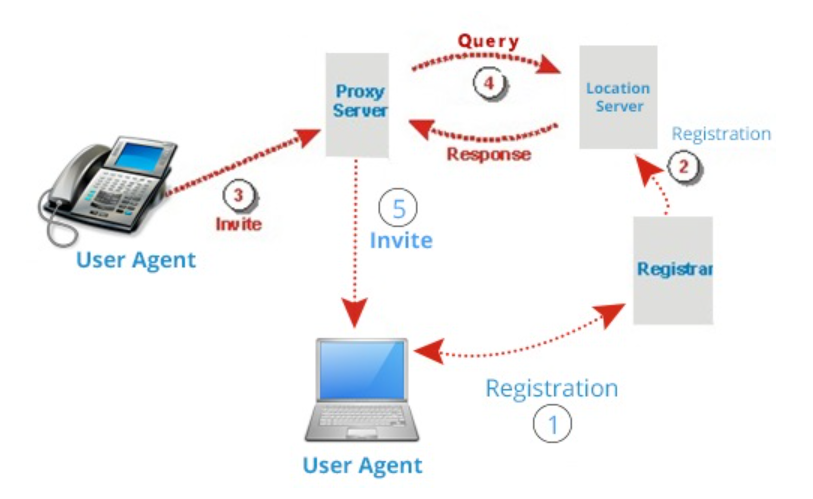 Query
4
Proxy
Server
Location
Server
Response
Registration
2
3
Invite
5
Invite
User Agent
Registrar
Registration
1
User Agent